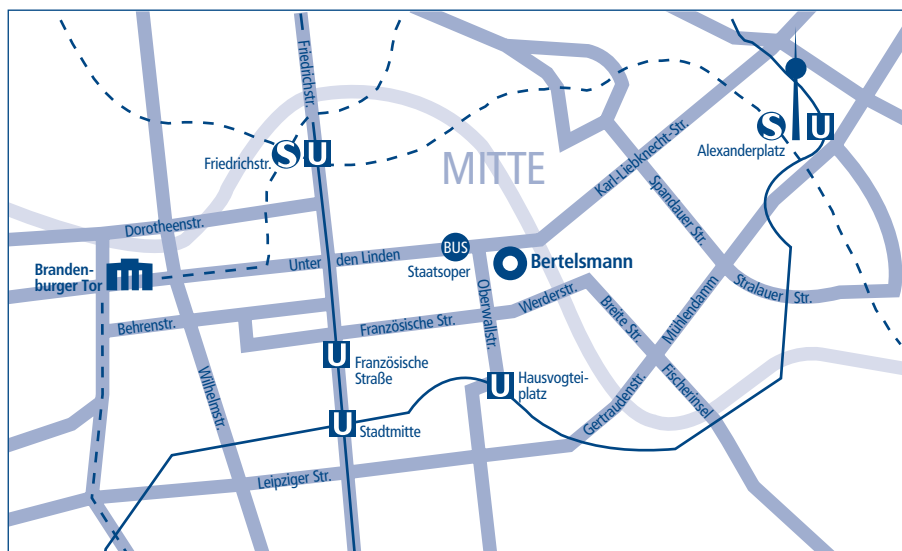 Friedrichstr.
Karl-Liebknecht-Str.
S
U
Alexanderplatz
S
U
Friedrichstr.
MITTE
Spandauer Str.
Dorotheenstr.
BUS
Staatsoper
Unter den Linden
Bertelsmann
Branden-
burger Tor
Oberwallstr.
Werderstr.
Breite Str.
Mühlendamm
Stralauer Str.
Behrenstr.
Französische Str.
U
Französische
Straße
Wilhelmstr.
U
Hausvogtei-
platz
Gertraudenstr.
Fischerinsel
U
Stadtmitte
Leipziger Str.